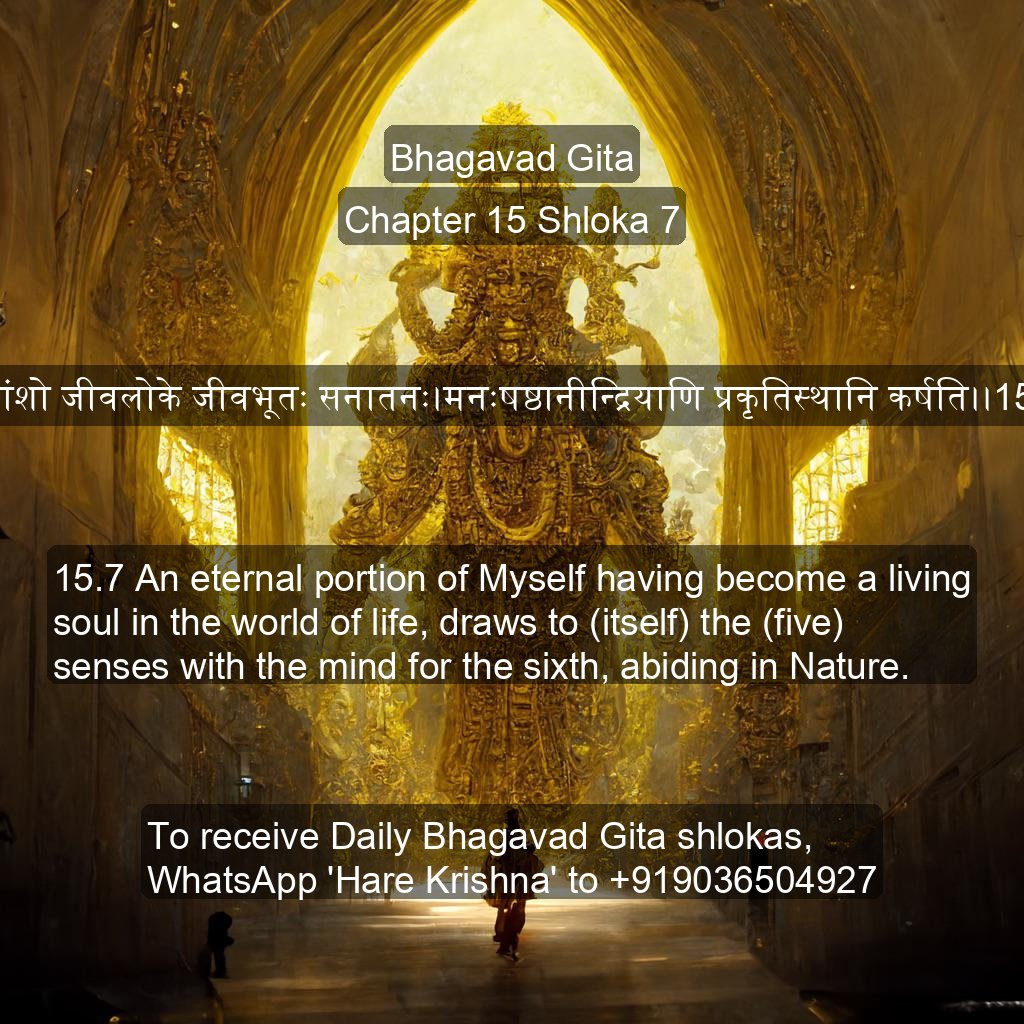 Bhagavad Gita
Chapter 15 Shloka 7
जीवलोके जीवभूतः सनातनः।मनःषष्ठानीन्द्रियाणि प्रकृतिस्थानि कर्षति।।15
15.7 An eternal portion of Myself having become a living
soul in the world of life, draws to (itself) the (five)
senses with the mind for the sixth, abiding in Nature.
To receive Daily Bhagavad Gita shlokas,
WhatsApp 'Hare Krishna' to +919036504927